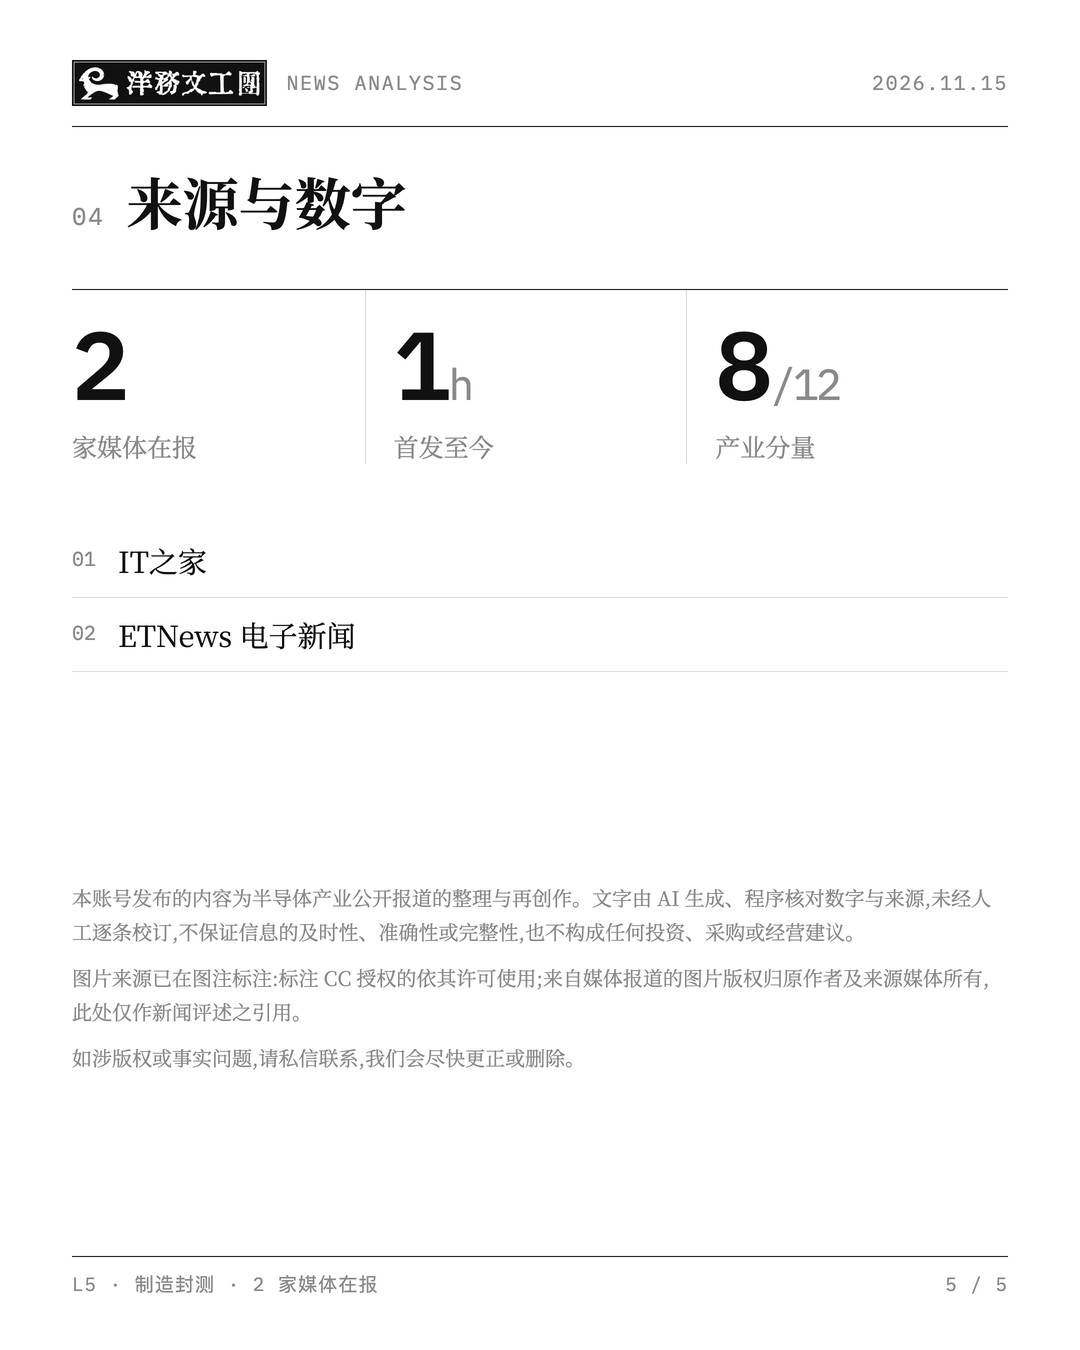 洋務文工團 NEWS ANALYSIS 2026.11.15
04 来源与数字
2 1h 8/12
家媒体在报 首发至今 产业分量
01 IT之家
02 ETNews 电子新闻
本账号发布的内容为半导体产业公开报道的整理与再创作。文字由 AI 生成、程序核对数字与来源,未经人
工逐条校订,不保证信息的及时性、准确性或完整性,也不构成任何投资、采购或经营建议。
图片来源已在图注标注:标注 CC 授权的依其许可使用;来自媒体报道的图片版权归原作者及来源媒体所有,
此处仅作新闻评述之引用。
如涉版权或事实问题,请私信联系,我们会尽快更正或删除。
L5 · 制造封测 · 2 家媒体在报 5 / 5